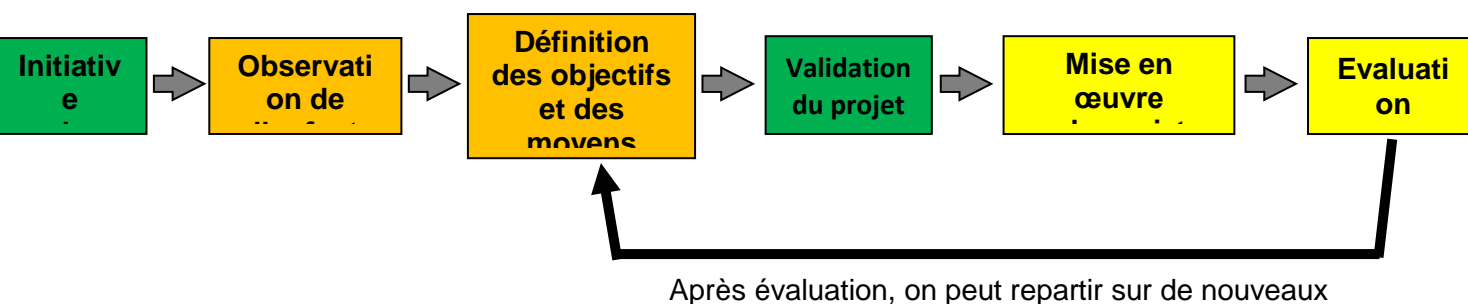 Initiativ
e
Observati
on de
Définition
des objectifs
et des
moyens
Validation
du projet
Mise en
œuvre
Evaluati
on
Après évaluation, on peut repartir sur de nouveaux